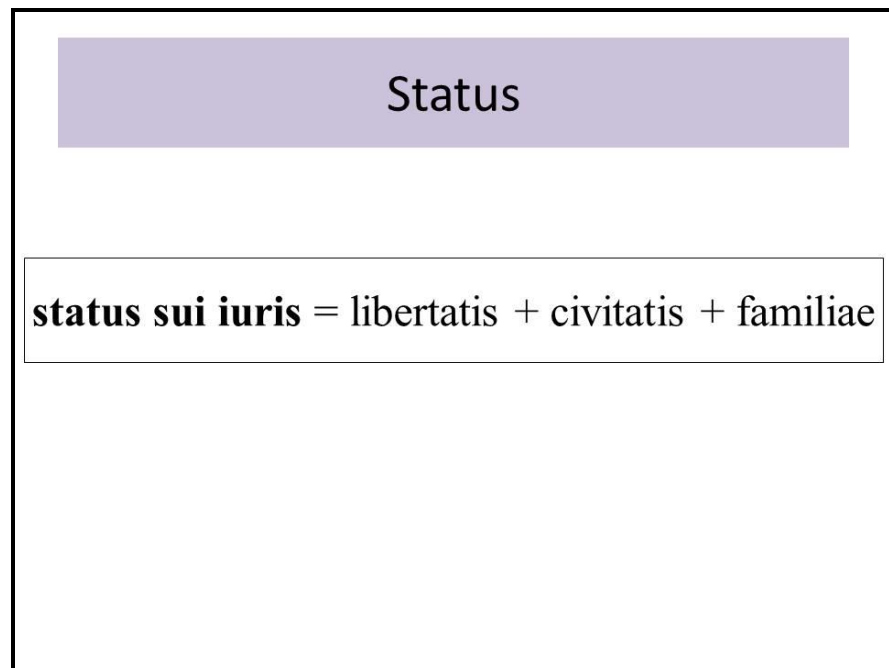 Status
status sui iuris = libertatis + civitatis + familiae